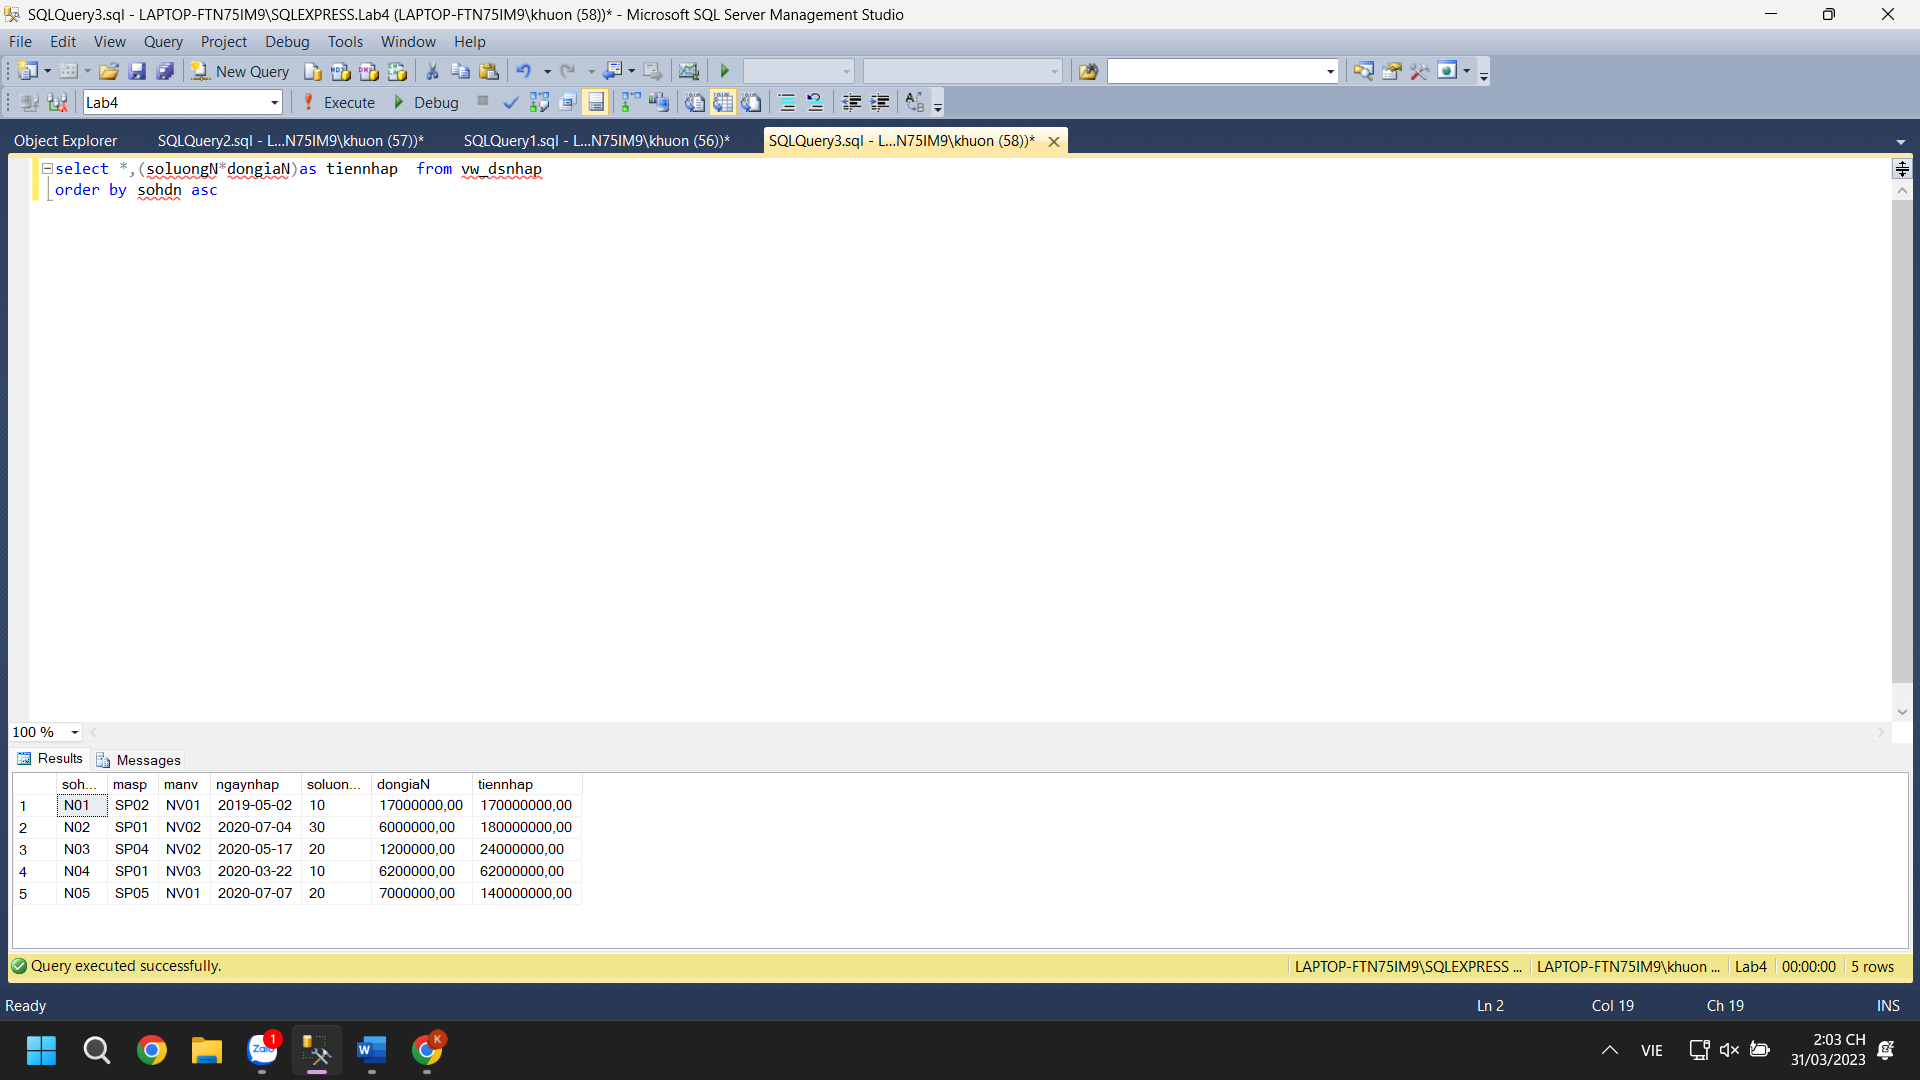 SQLQuery3.sql - LAPTOP-FTN75IM9\SQLEXPRESS.Lab4 (LAPTOP-FTN75IM9\khuon (58))* - Microsoft SQL Server Management Studio
File Edit View Query Project Debug Tools Window Help
New Query
Lab4 Execute Debug
Object Explorer SQLQuery2.sql - L...N75IM9\khuon (57))* SQLQuery1.sql - L...N75IM9\khuon (56))* SQLQuery3.sql - L...N75IM9\khuon (58))*
select *,(soluongN*dongiaN)as tiennhap from vw_dsnhap
order by sohdn asc
100 %
Results Messages
soh... masp manv ngaynhap soluon... dongiaN tiennhap
1 N01 SP02 NV01 2019-05-02 10 17000000,00 170000000,00
2 N02 SP01 NV02 2020-07-04 30 6000000,00 180000000,00
3 N03 SP04 NV02 2020-05-17 20 1200000,00 24000000,00
4 N04 SP01 NV03 2020-03-22 10 6200000,00 62000000,00
5 N05 SP05 NV01 2020-07-07 20 7000000,00 140000000,00
Query executed successfully. LAPTOP-FTN75IM9\SQLEXPRESS ... LAPTOP-FTN75IM9\khuon ... Lab4 00:00:00 5 rows
Ready Ln 2 Col 19 Ch 19 INS
Zalo 1 W K VIE 2:03 CH
31/03/2023